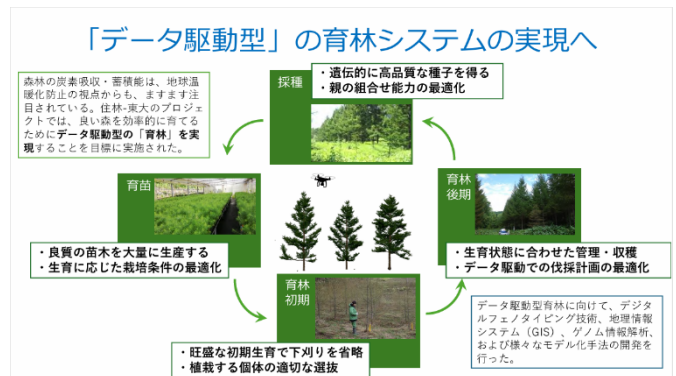 「データ駆動型」の育林システムの実現へ
森林の炭素吸収・蓄積能は、地球温
暖化防止の視点からも、ますます注
目されている。住林-東大のプロジェ
クトでは、良い森を効率的に育てる
ためにデータ駆動型の「育林」を実
現することを目標に実施された。
採種
・遺伝的に高品質な種子を得る
・親の組合せ能力の最適化
育苗
・良質の苗木を大量に生産する
・生育に応じた栽培条件の最適化
育林
初期
・旺盛な初期生育で下刈りを省略
・植栽する個体の適切な選抜
育林
後期
・生育状態に合わせた管理・収穫
・データ駆動での伐採計画の最適化
データ駆動型育林に向けて、デジタ
ルフェノタイピング技術、地理情報
システム（GIS）、ゲノム情報解析、
および様々なモデル化手法の開発を
行った。